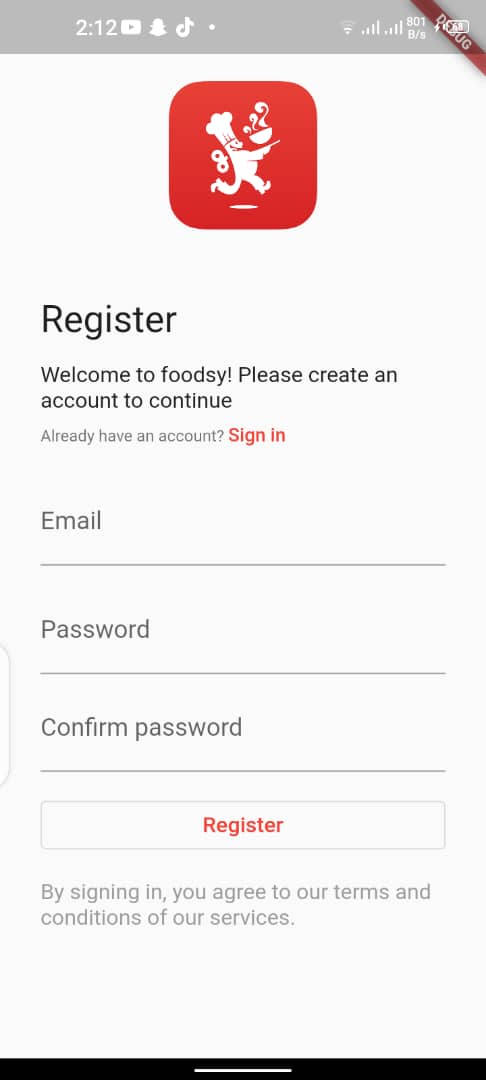 2:12
801
B/s
68
DEBUG
Register
Welcome to foodsy! Please create an
account to continue
Already have an account? Sign in
Email
Password
Confirm password
Register
By signing in, you agree to our terms and
conditions of our services.